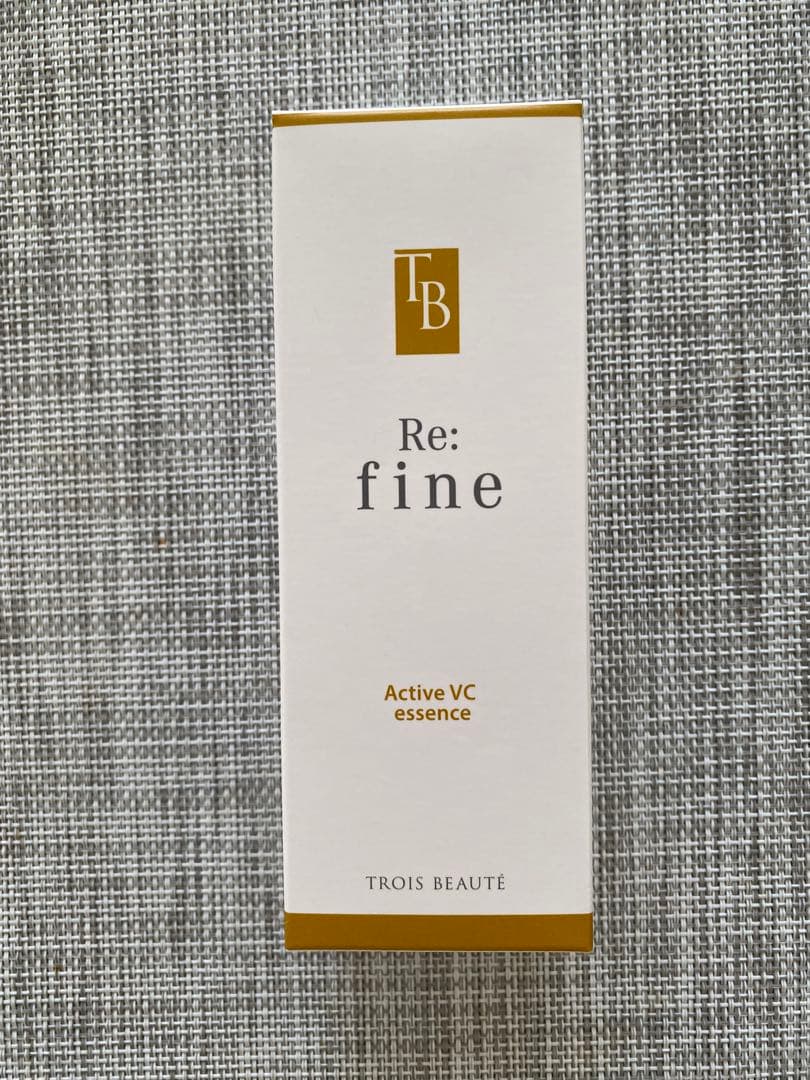 TB
Re:
fine
Active VC
essence
TROIS BEAUTÉ